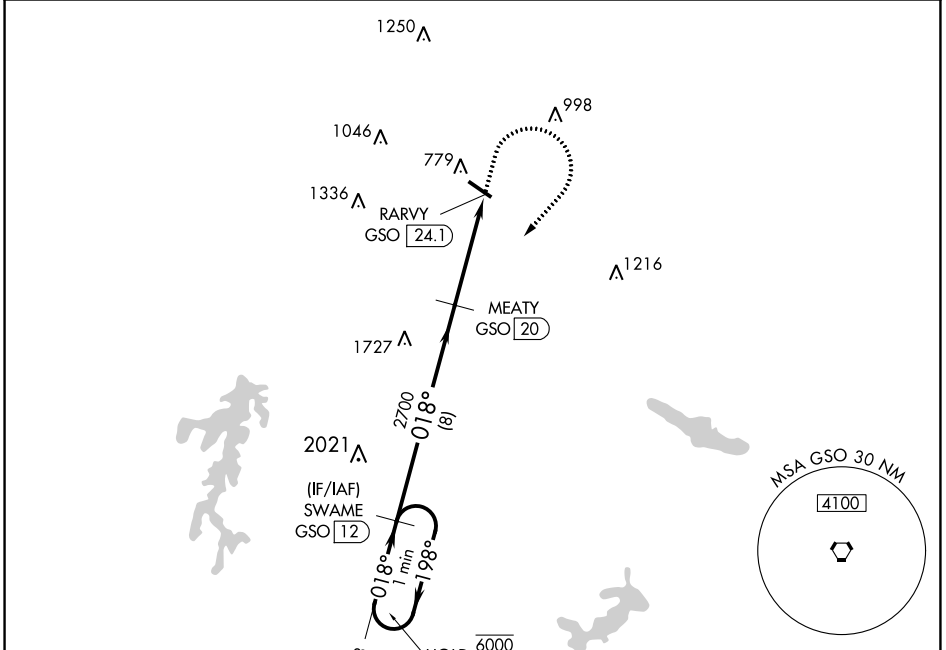 1250
998
1046
779
1336
RARVY
GSO 24.1
1216
MEATY
GSO 20
1727
2700
018°
(8)
2021
MSA GSO 30 NM
4100
(IF/IAF)
SWAME
GSO 12
018°
1 min
198°
6000